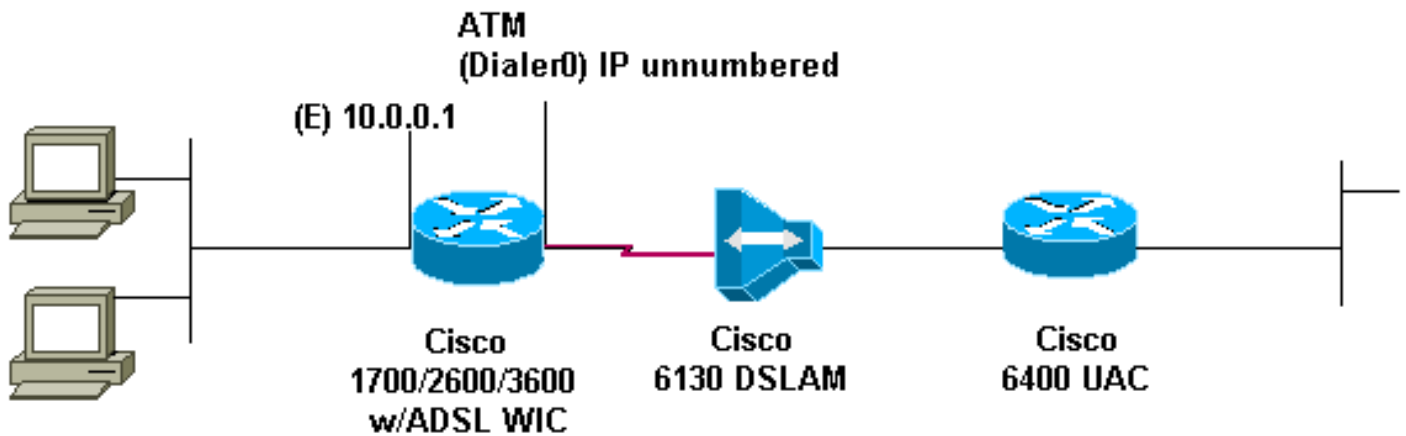 ATM
(Dialer0) IP unnumbered
(E) 10.0.0.1
Cisco
1700/2600/3600
w/ADSL WIC
Cisco
6130 DSLAM
Cisco
6400 UAC